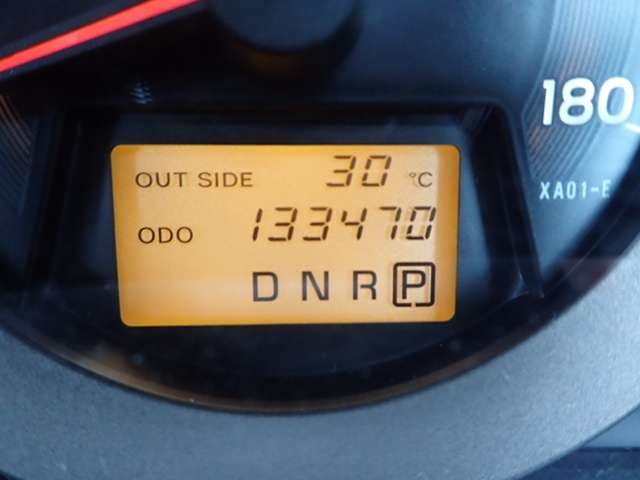 180
OUT SIDE 30 °C
XA01-E
ODO 133470
D N R P